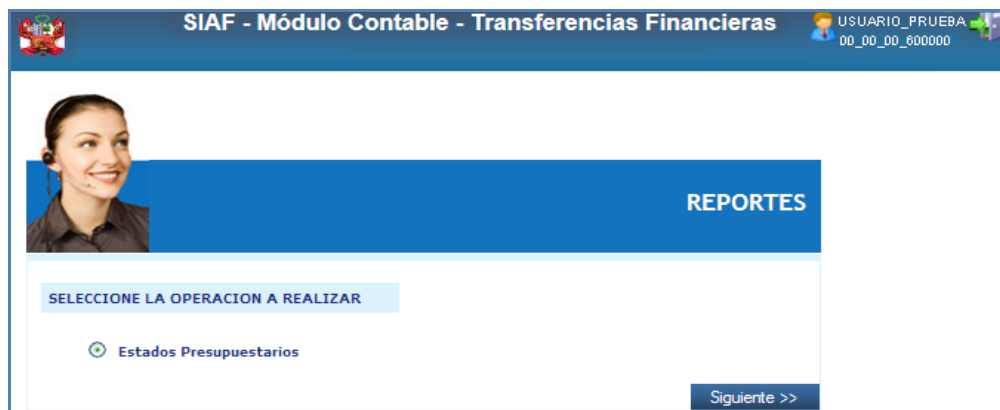 SIAF - Módulo Contable - Transferencias Financieras
USUARIO_PRUEBA
00_00_00_600000
REPORTES
SELECCIONE LA OPERACION A REALIZAR
Estados Presupuestarios
Siguiente >>